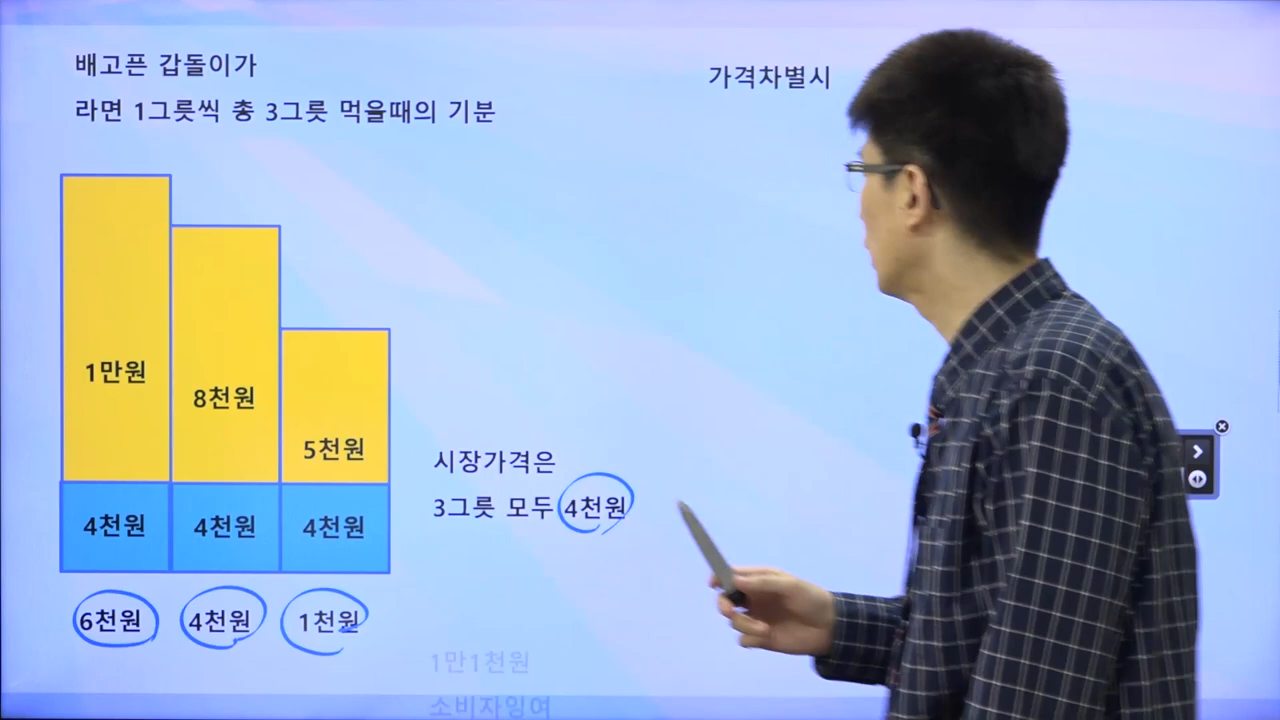 배고픈 갑돌이가
라면 1그릇씩 총 3그릇 먹을때의 기분
가격차별시
1만원
8천원
5천원
4천원 4천원 4천원
시장가격은
3그릇 모두 4천원
6천원 4천원 1천원
1만1천원
소비자잉여